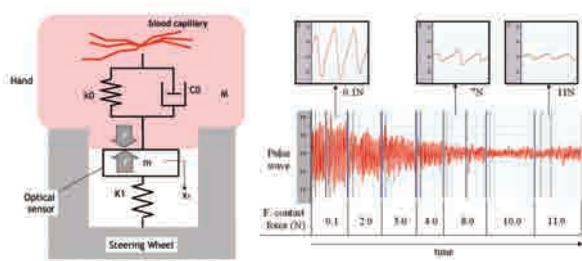 blood capillary
Hand
k0
C0
M
m
K1
Optical
sensor
Steering Wheel
0.1N
7N
11N
Pulse
wave
F. contact
force (N)
0.1
2.0
3.0
4.0
8.0
10.0
11.0
time